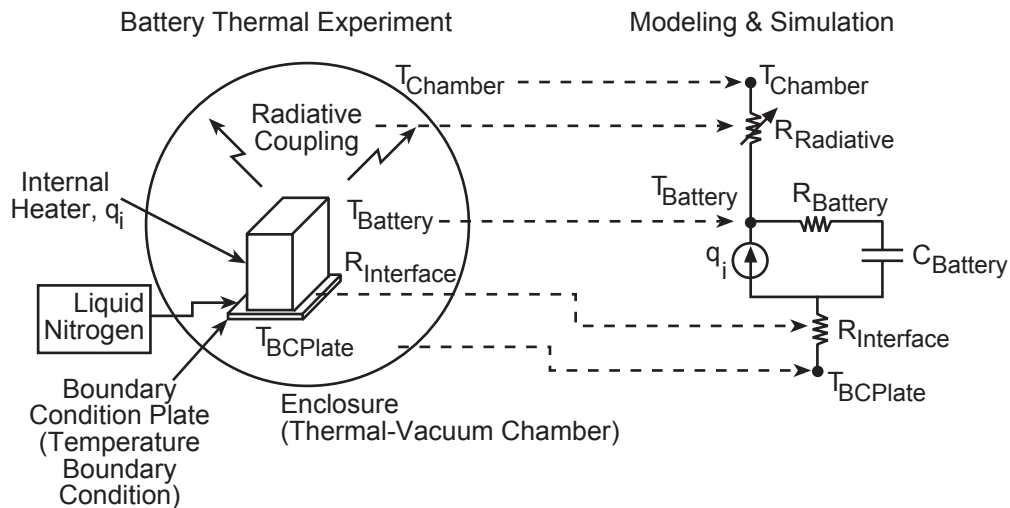 Battery Thermal Experiment
Modeling & Simulation
TChamber
TChamber
Radiative
Coupling
RRadiative
Internal
Heater, qi
TBattery
TBattery
RBattery
qi
CBattery
RInterface
Liquid
Nitrogen
TBCPlate
RInterface
TBCPlate
Boundary
Condition Plate
(Temperature
Boundary
Condition)
Enclosure
(Thermal-Vacuum Chamber)